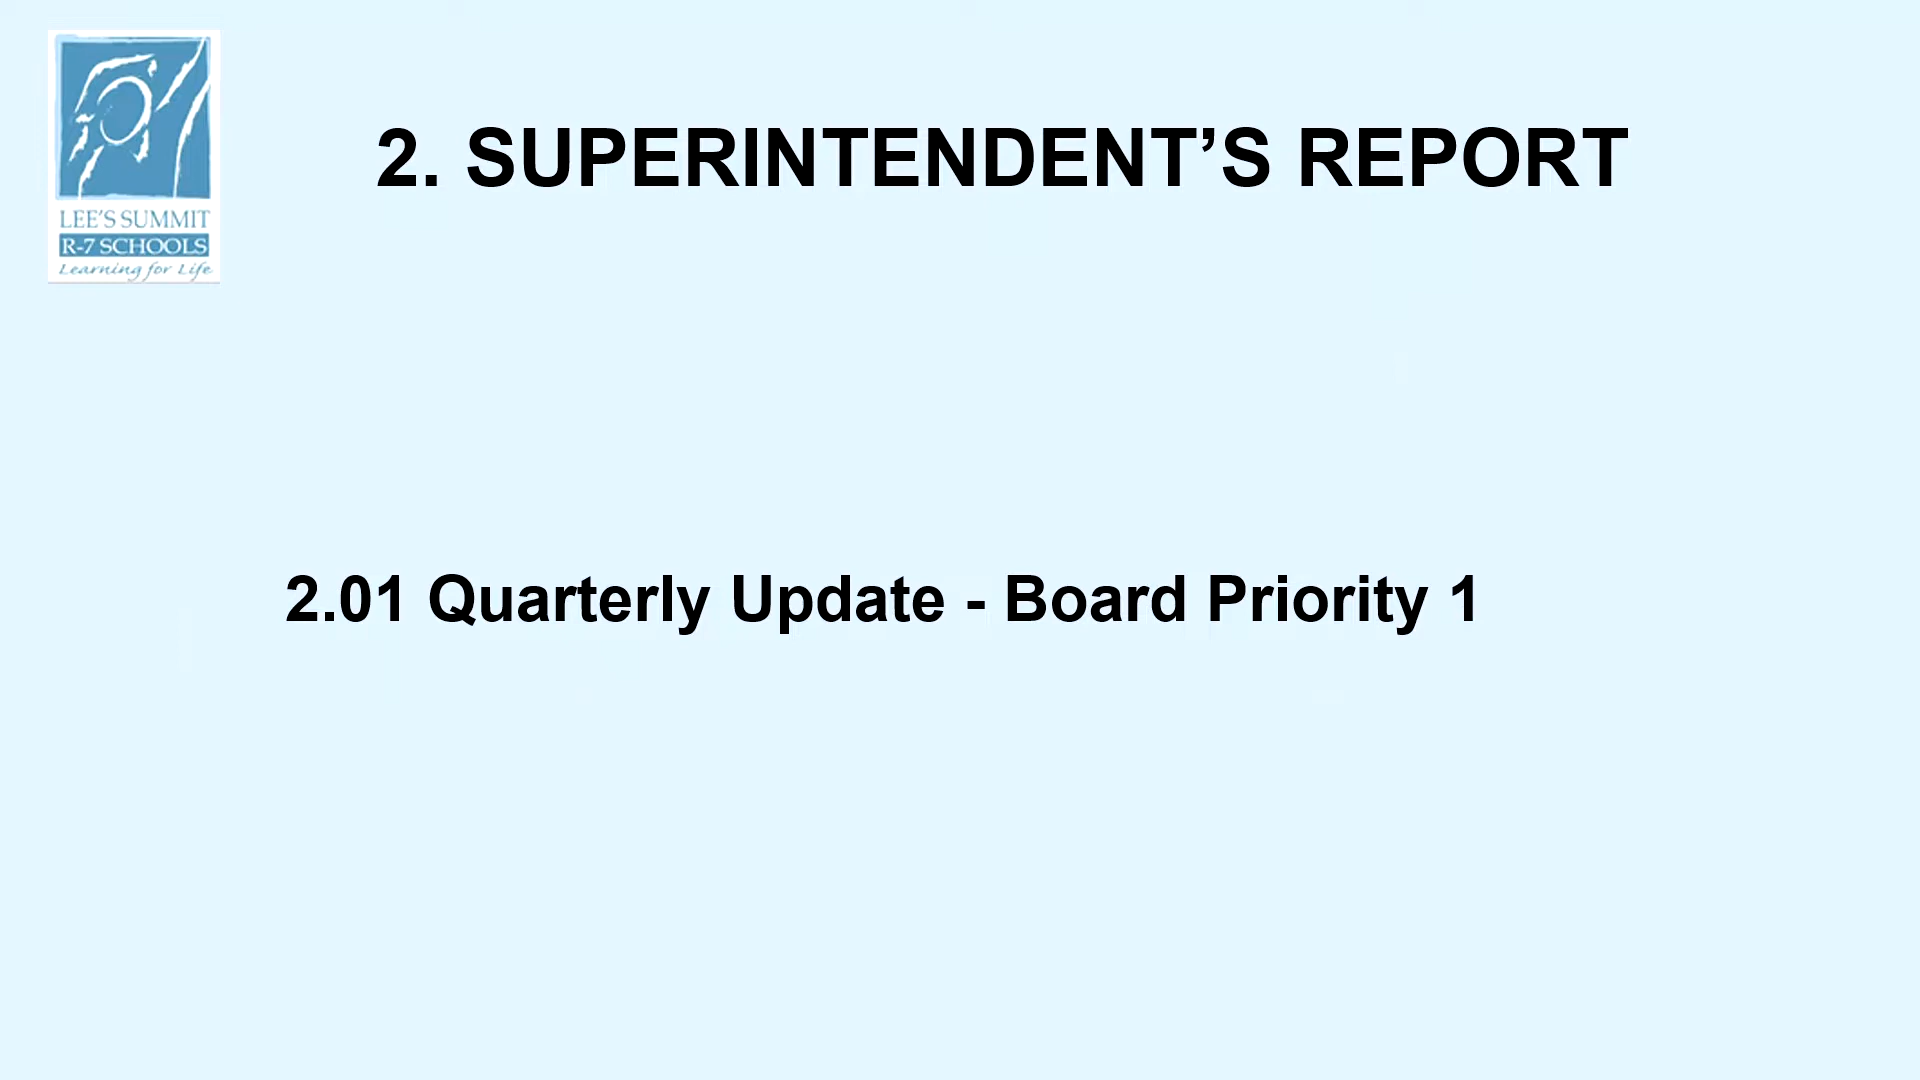 LEE'S SUMMIT
R-7 SCHOOLS
Learning for Life
2. SUPERINTENDENT’S REPORT
2.01 Quarterly Update - Board Priority 1